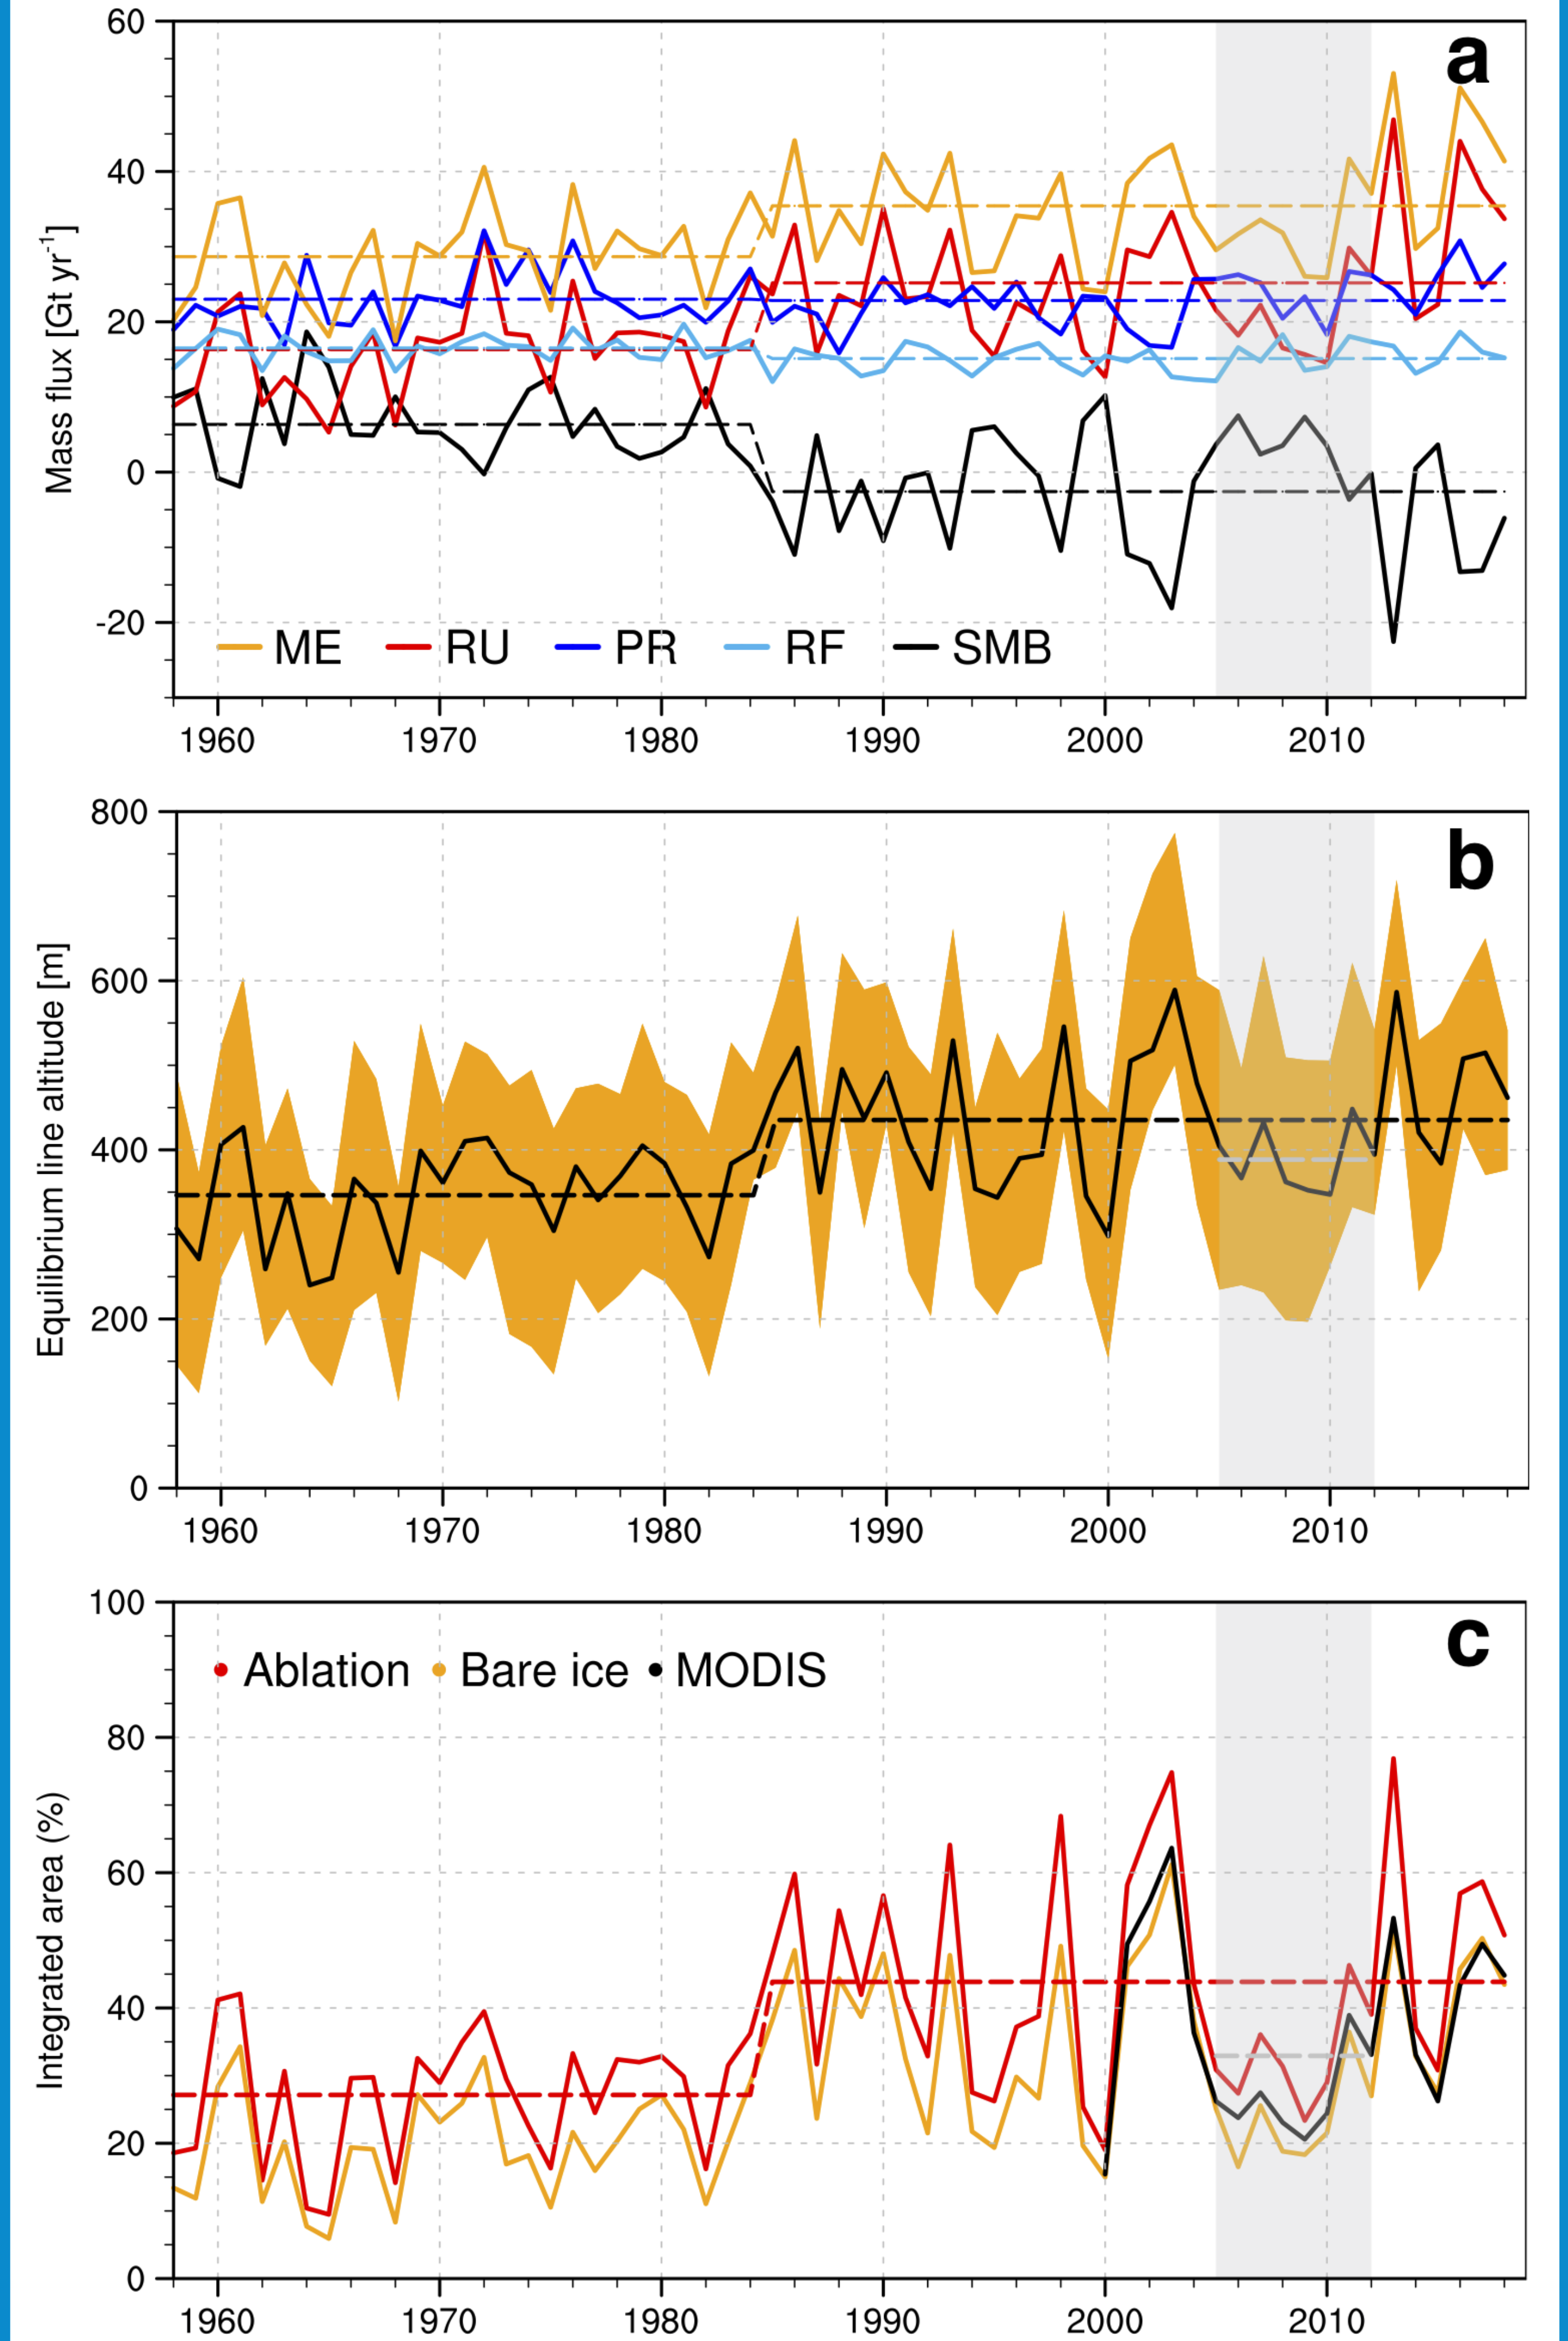 a
60
40
20
0
-20
Mass flux [Gt yr-1]
ME RU PR RF SMB
1960 1970 1980 1990 2000 2010
b
800
600
400
200
0
Equilibrium line altitude [m]
1960 1970 1980 1990 2000 2010
c
100
80
60
40
20
0
Integrated area (%)
Ablation Bare ice MODIS
1960 1970 1980 1990 2000 2010